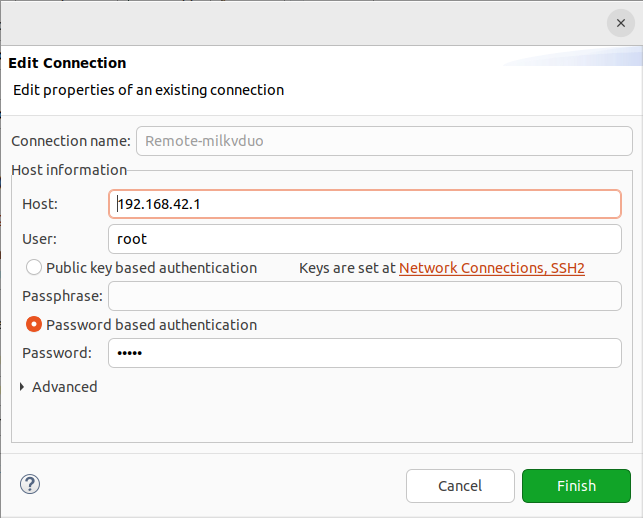 Edit Connection
Edit properties of an existing connection
Connection name: Remote-milkvduo
Host information
Host: 192.168.42.1
User: root
Public key based authentication Keys are set at Network Connections, SSH2
Passphrase:
Password based authentication
Password: •••••
Advanced
? Cancel Finish